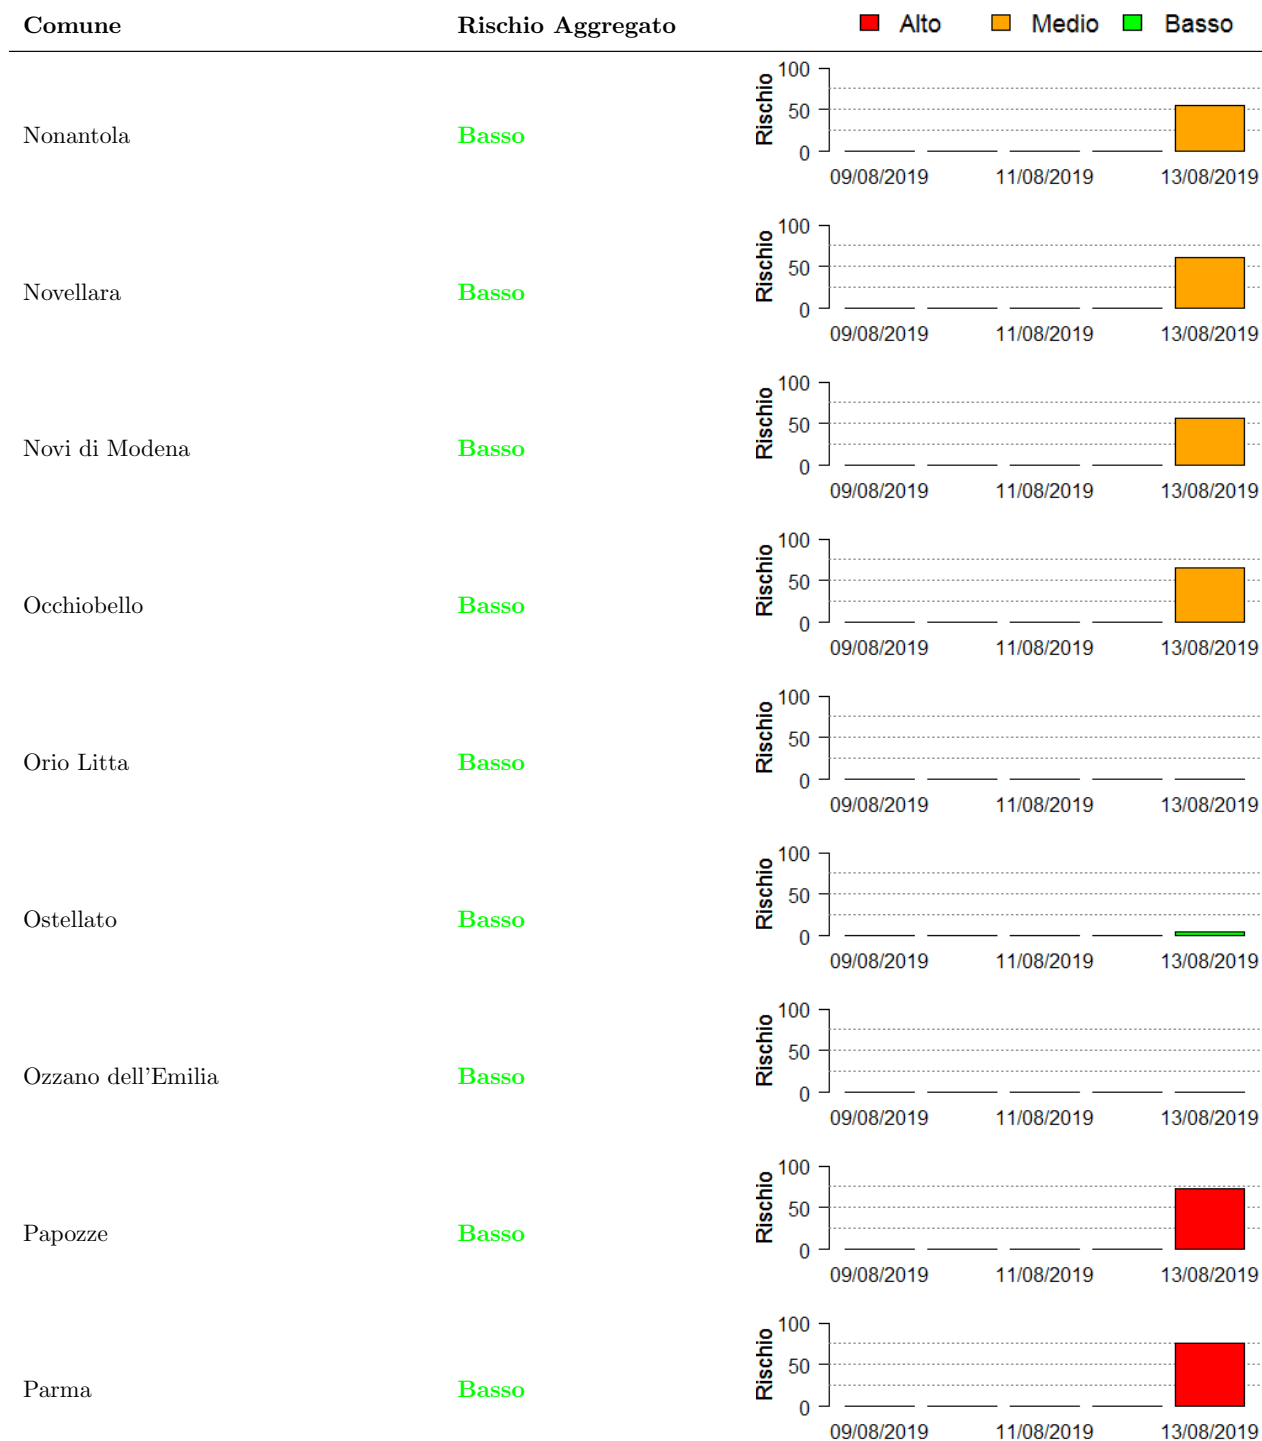 Comune Rischio Aggregato Alto Medio Basso
100
50
0
Rischio
Nonantola Basso
09/08/2019 11/08/2019 13/08/2019
100
50
0
Rischio
Novellara Basso
09/08/2019 11/08/2019 13/08/2019
100
50
0
Rischio
Novi di Modena Basso
09/08/2019 11/08/2019 13/08/2019
100
50
0
Rischio
Occhiobello Basso
09/08/2019 11/08/2019 13/08/2019
100
50
0
Rischio
Orio Litta Basso
09/08/2019 11/08/2019 13/08/2019
100
50
0
Rischio
Ostellato Basso
09/08/2019 11/08/2019 13/08/2019
100
50
0
Rischio
Ozzano dell'Emilia Basso
09/08/2019 11/08/2019 13/08/2019
100
50
0
Rischio
Papozze Basso
09/08/2019 11/08/2019 13/08/2019
100
50
0
Rischio
Parma Basso
09/08/2019 11/08/2019 13/08/2019